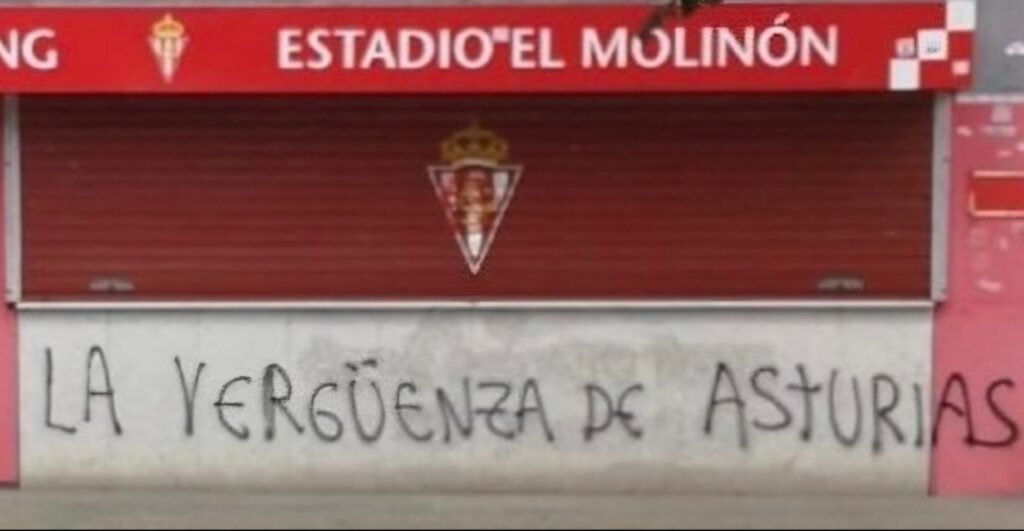 NG ESTADIO EL MOLINÓN
LA VERGÜENZA DE ASTURIAS